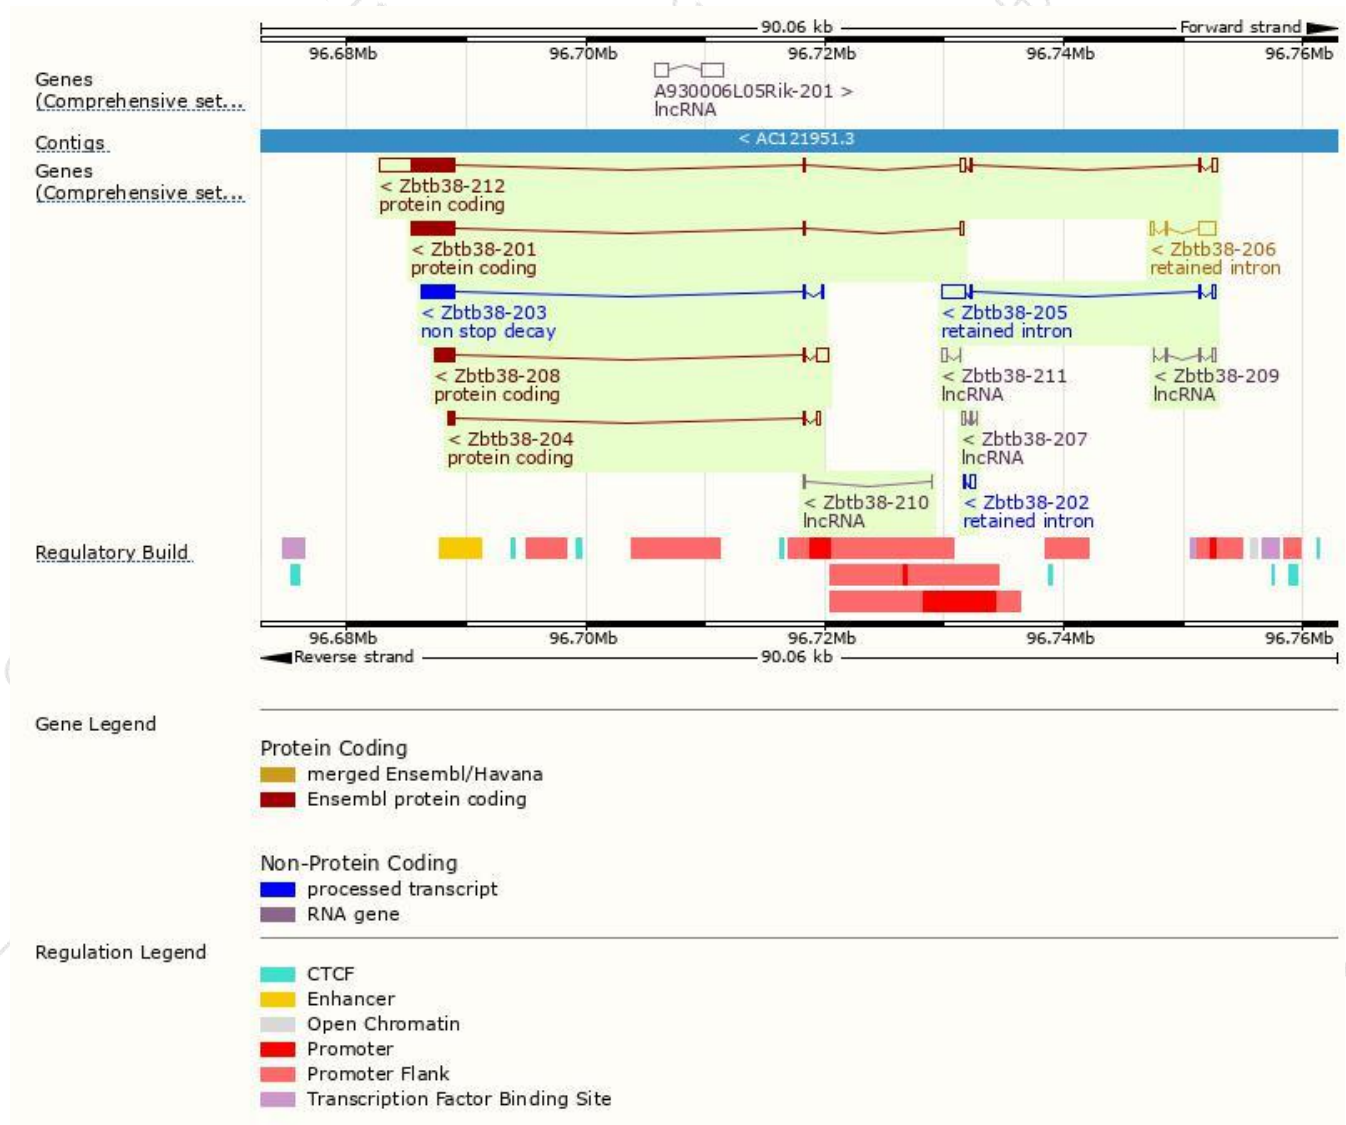 90.06 kb Forward strand
96.68Mb 96.70Mb 96.72Mb 96.74Mb 96.76Mb
Genes
(Comprehensive set...
A930006L05Rik-201 >
lncRNA
Contigs
< AC121951.3
Genes
(Comprehensive set...
< Zbtb38-212
protein coding
< Zbtb38-201
protein coding
< Zbtb38-206
retained intron
< Zbtb38-203
non stop decay
< Zbtb38-205
retained intron
< Zbtb38-208
protein coding
< Zbtb38-211
lncRNA
< Zbtb38-209
lncRNA
< Zbtb38-204
protein coding
< Zbtb38-207
lncRNA
< Zbtb38-210
lncRNA
< Zbtb38-202
retained intron
Regulatory Build
96.68Mb 96.70Mb 96.72Mb 96.74Mb 96.76Mb
Reverse strand 90.06 kb
Gene Legend
Protein Coding
merged Ensembl/Havana
Ensembl protein coding
Non-Protein Coding
processed transcript
RNA gene
Regulation Legend
CTCF
Enhancer
Open Chromatin
Promoter
Promoter Flank
Transcription Factor Binding Site